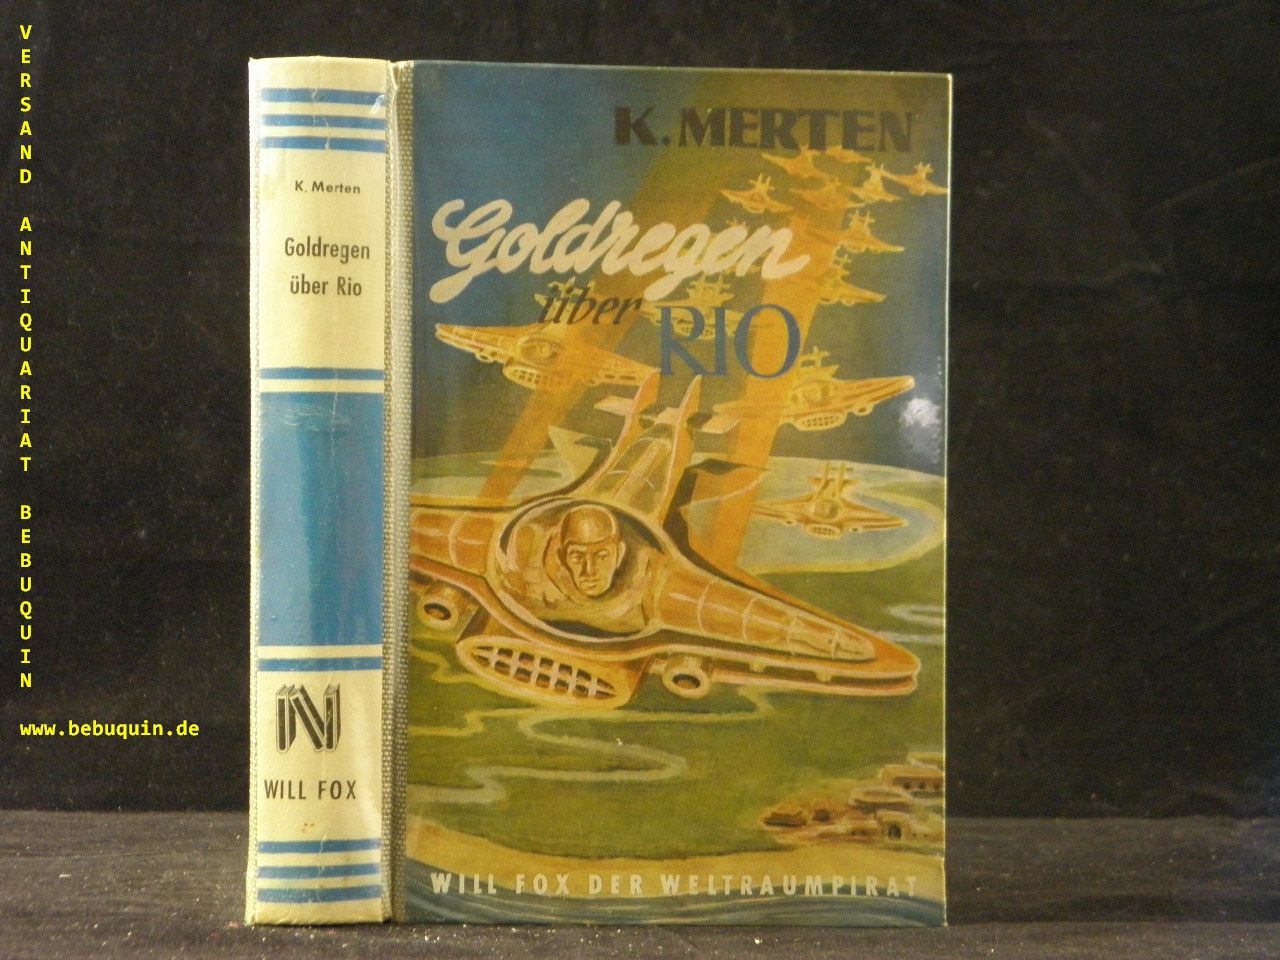 VERSAND ANTIQUARIAT BEBUQUIN
www.bebuquin.de
K. Merten
Goldregen
über Rio
N
WILL FOX
K. MERTEN
Goldregen
über RIO
WILL FOX DER WELTRAUMPIRAT